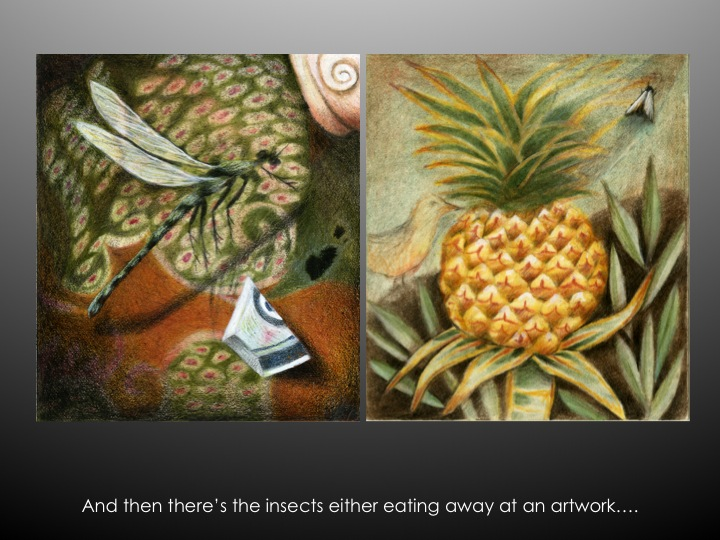 And then there’s the insects either eating away at an artwork….